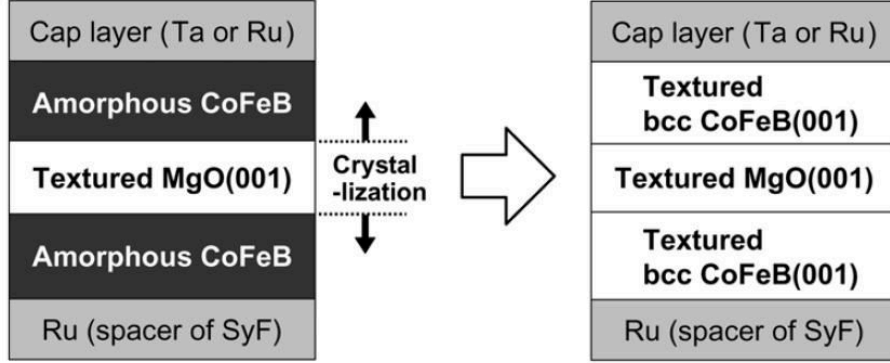 Cap layer (Ta or Ru)
Amorphous CoFeB
Textured MgO(001)
Amorphous CoFeB
Ru (spacer of SyF)
Crystal
-lization
Cap layer (Ta or Ru)
Textured
bcc CoFeB(001)
Textured MgO(001)
Textured
bcc CoFeB(001)
Ru (spacer of SyF)